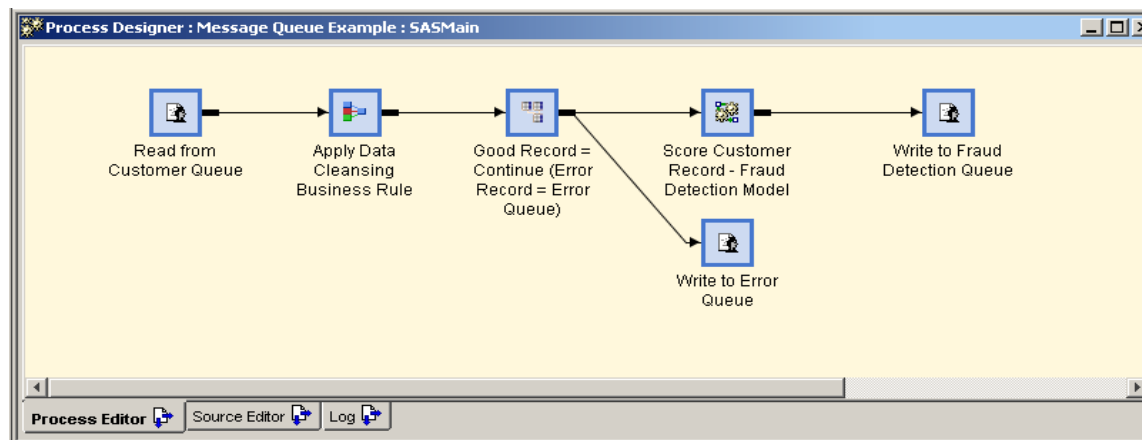 Process Designer : Message Queue Example : SASMain
Read from
Customer Queue
Apply Data
Cleansing
Business Rule
Good Record =
Continue (Error
Record = Error
Queue)
Score Customer
Record - Fraud
Detection Model
Write to Fraud
Detection Queue
Write to Error
Queue
Process Editor
Source Editor
Log